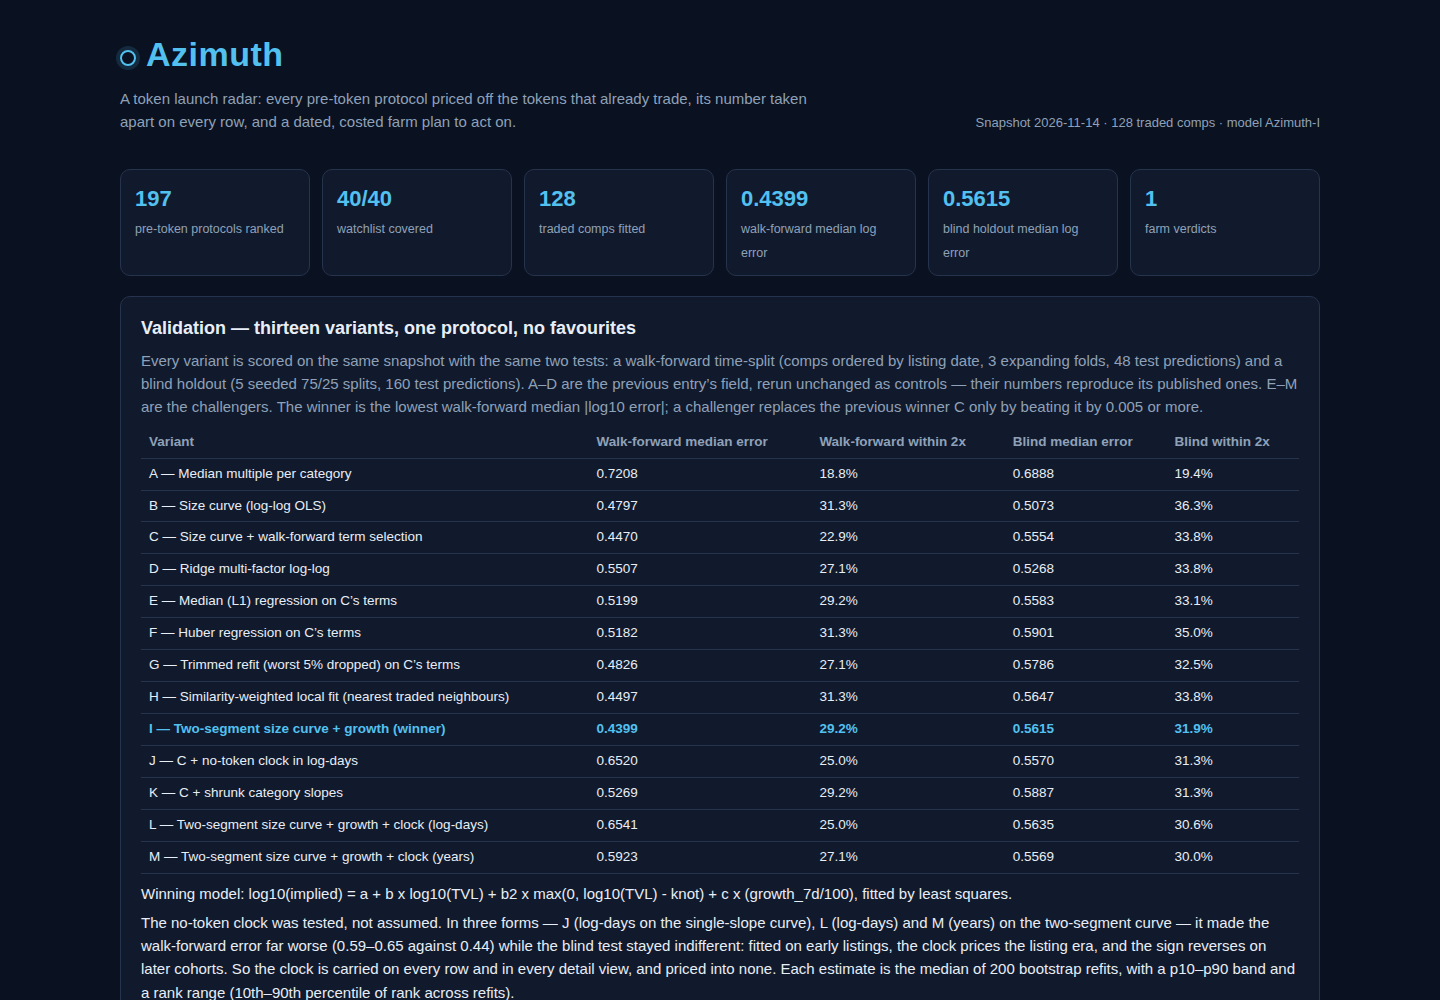 Azimuth
A token launch radar: every pre-token protocol priced off the tokens that already trade, its number taken
apart on every row, and a dated, costed farm plan to act on.
Snapshot 2026-11-14 · 128 traded comps · model Azimuth-I
197
pre-token protocols ranked
40/40
watchlist covered
128
traded comps fitted
0.4399
walk-forward median log
error
0.5615
blind holdout median log
error
1
farm verdicts
Validation — thirteen variants, one protocol, no favourites
Every variant is scored on the same snapshot with the same two tests: a walk-forward time-split (comps ordered by listing date, 3 expanding folds, 48 test predictions) and a
blind holdout (5 seeded 75/25 splits, 160 test predictions). A–D are the previous entry’s field, rerun unchanged as controls — their numbers reproduce its published ones. E–M
are the challengers. The winner is the lowest walk-forward median |log10 error|; a challenger replaces the previous winner C only by beating it by 0.005 or more.
Variant Walk-forward median error Walk-forward within 2x Blind median error Blind within 2x
A — Median multiple per category 0.7208 18.8% 0.6888 19.4%
B — Size curve (log-log OLS) 0.4797 31.3% 0.5073 36.3%
C — Size curve + walk-forward term selection 0.4470 22.9% 0.5554 33.8%
D — Ridge multi-factor log-log 0.5507 27.1% 0.5268 33.8%
E — Median (L1) regression on C’s terms 0.5199 29.2% 0.5583 33.1%
F — Huber regression on C’s terms 0.5182 31.3% 0.5901 35.0%
G — Trimmed refit (worst 5% dropped) on C’s terms 0.4826 27.1% 0.5786 32.5%
H — Similarity-weighted local fit (nearest traded neighbours) 0.4497 31.3% 0.5647 33.8%
I — Two-segment size curve + growth (winner) 0.4399 29.2% 0.5615 31.9%
J — C + no-token clock in log-days 0.6520 25.0% 0.5570 31.3%
K — C + shrunk category slopes 0.5269 29.2% 0.5887 31.3%
L — Two-segment size curve + growth + clock (log-days) 0.6541 25.0% 0.5635 30.6%
M — Two-segment size curve + growth + clock (years) 0.5923 27.1% 0.5569 30.0%
Winning model: log10(implied) = a + b x log10(TVL) + b2 x max(0, log10(TVL) - knot) + c x (growth_7d/100), fitted by least squares.
The no-token clock was tested, not assumed. In three forms — J (log-days on the single-slope curve), L (log-days) and M (years) on the two-segment curve — it made the
walk-forward error far worse (0.59–0.65 against 0.44) while the blind test stayed indifferent: fitted on early listings, the clock prices the listing era, and the sign reverses on
later cohorts. So the clock is carried on every row and in every detail view, and priced into none. Each estimate is the median of 200 bootstrap refits, with a p10–p90 band and
a rank range (10th–90th percentile of rank across refits).